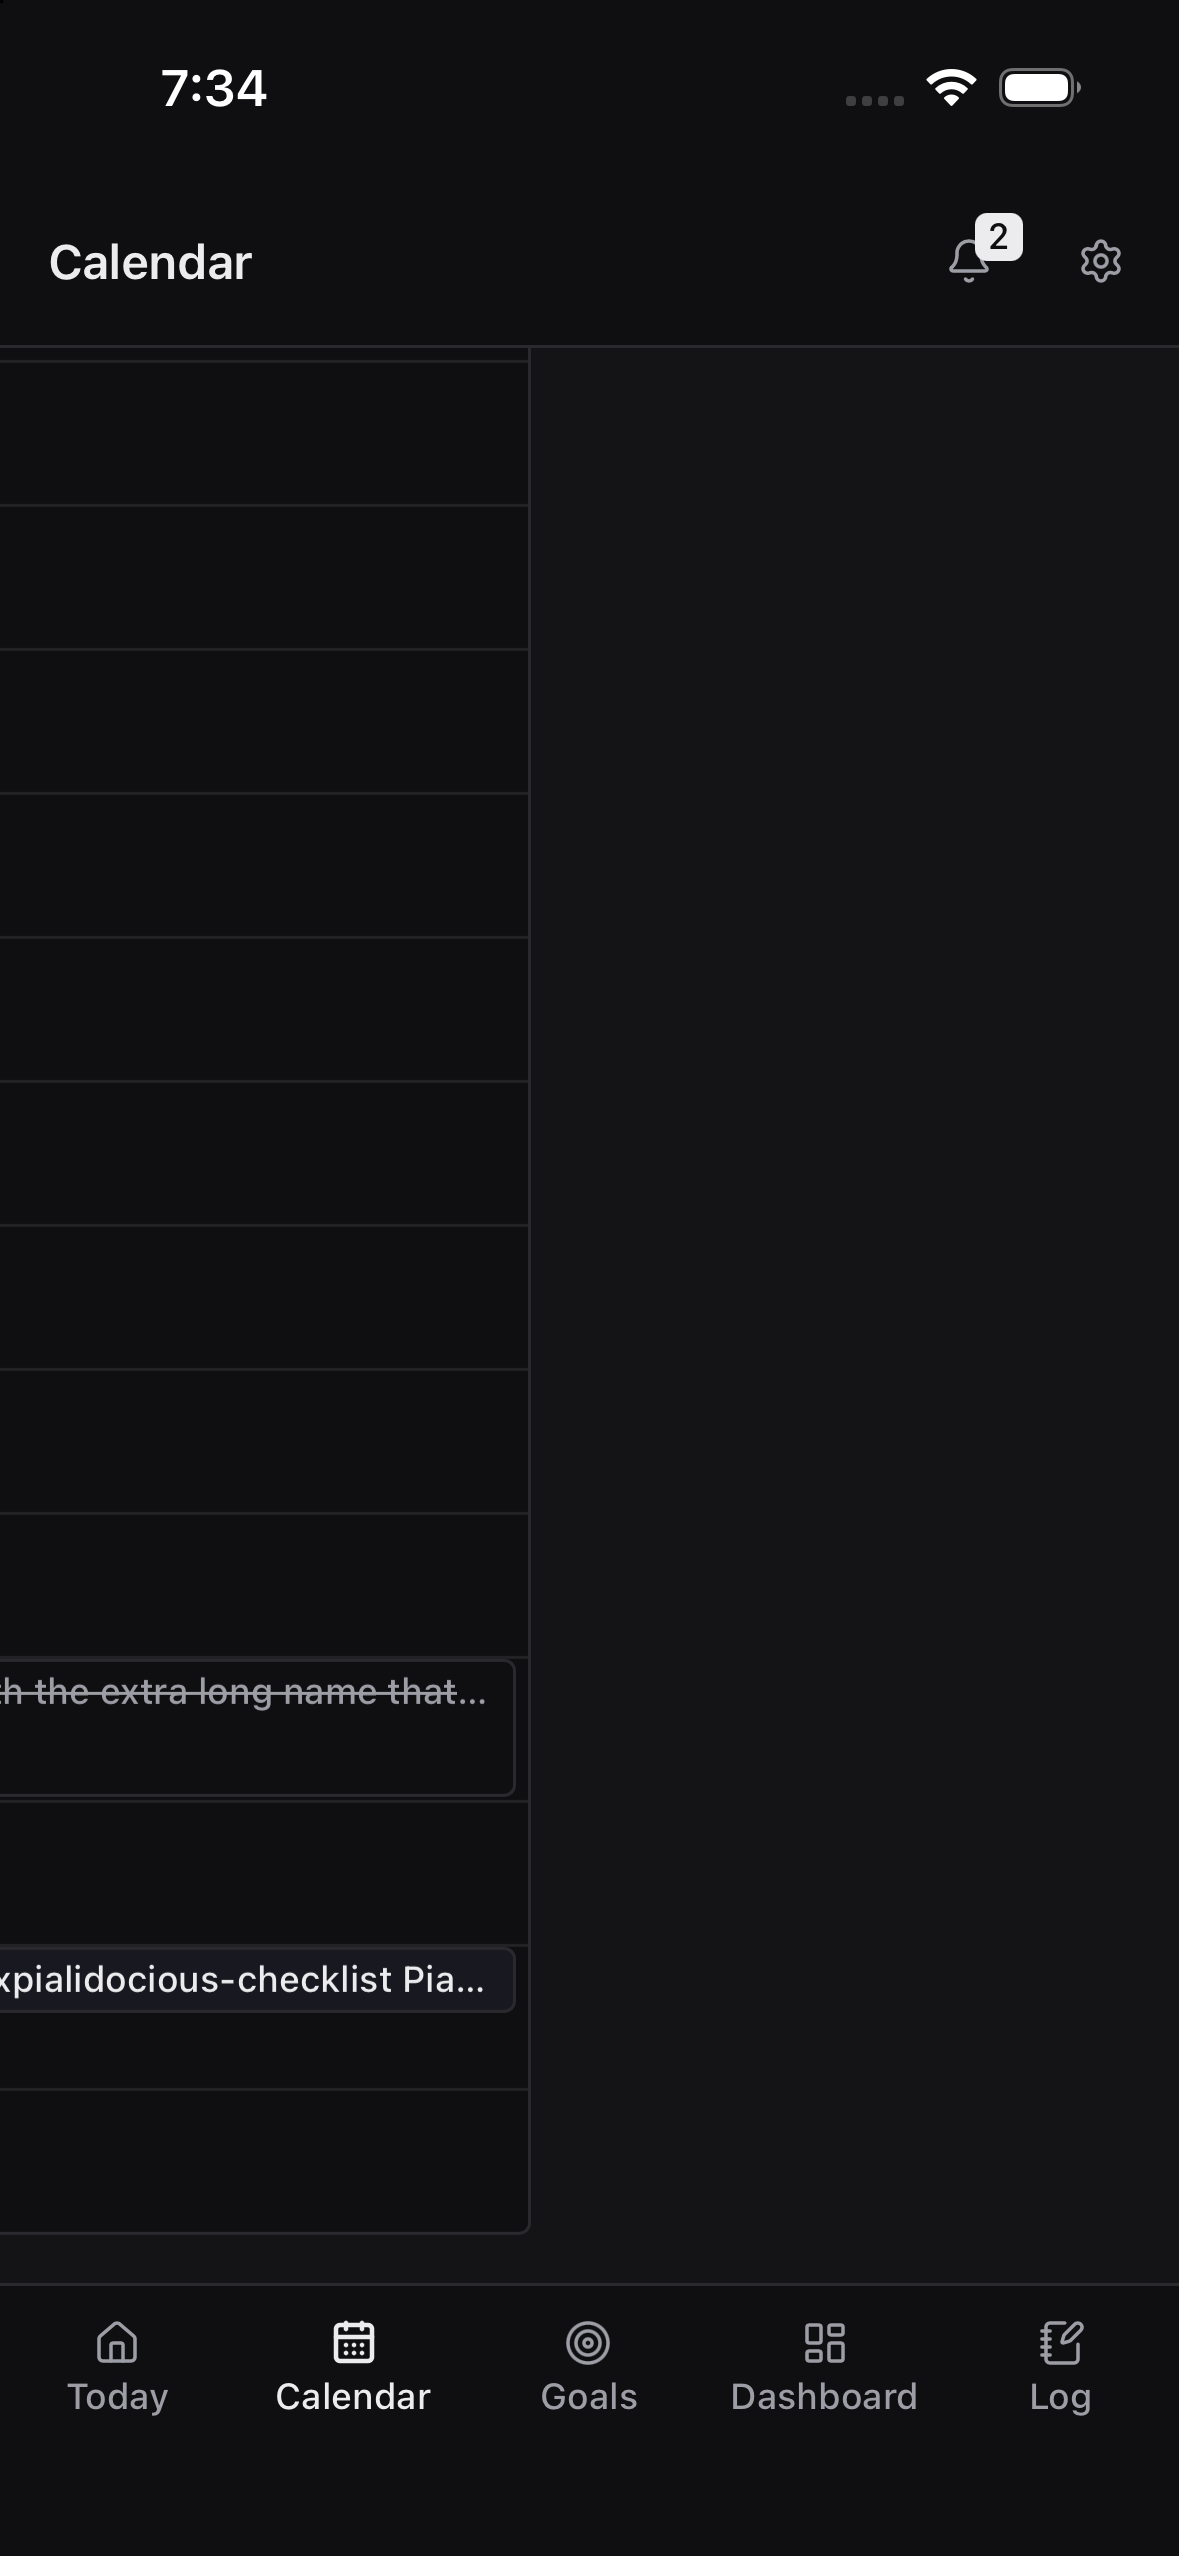 7:34
Calendar
2
the extra long name that...
xpialidocious-checklist Pia...
Today
Calendar
Goals
Dashboard
Log